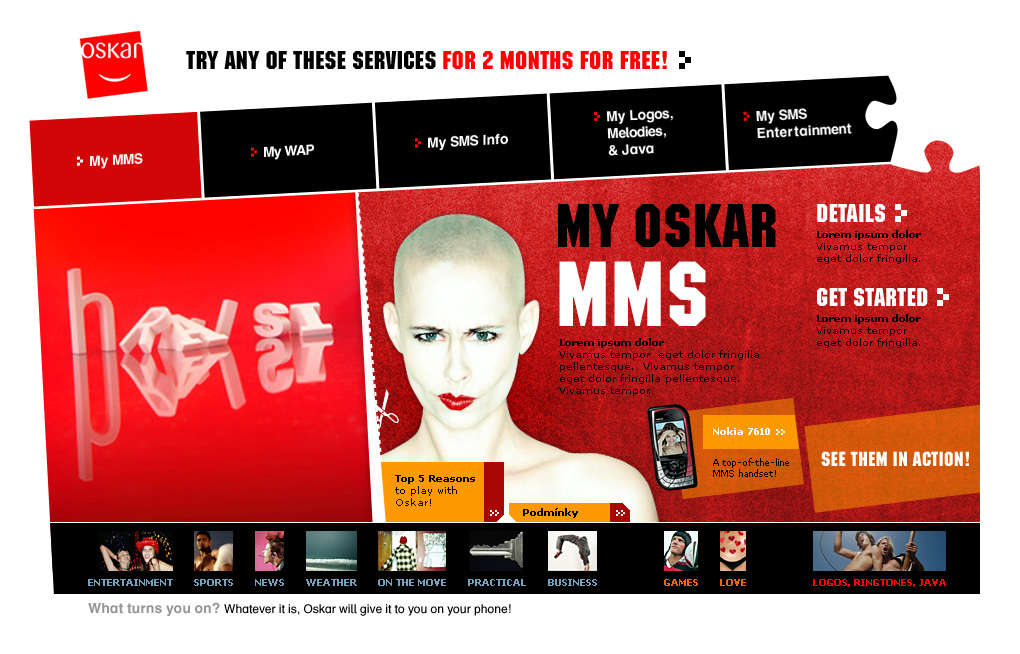 OSKAR
TRY ANY OF THESE SERVICES FOR 2 MONTHS FOR FREE!
My MMS
My WAP
My SMS Info
My Logos,
Melodies,
& Java
My SMS
Entertainment
MY OSKAR
MMS
Lorem ipsum dolor
Vivamus tempor eget dolor fringilla
pellentesque. Vivamus tempor
eget dolor fringilla pellentesque.
Vivamus tempor
DETAILS
Lorem ipsum dolor
Vivamus tempor
eget dolor fringilla.
GET STARTED
Lorem ipsum dolor
Vivamus tempor
eget dolor fringilla.
Nokia 7610
A top-of-the-line
MMS handset!
SEE THEM IN ACTION!
Top 5 Reasons
to play with
Oskar!
Podmínky
ENTERTAINMENT
SPORTS
NEWS
WEATHER
ON THE MOVE
PRACTICAL
BUSINESS
GAMES
LOVE
LOGOS, RINGTONES, JAVA
What turns you on? Whatever it is, Oskar will give it to you on your phone!